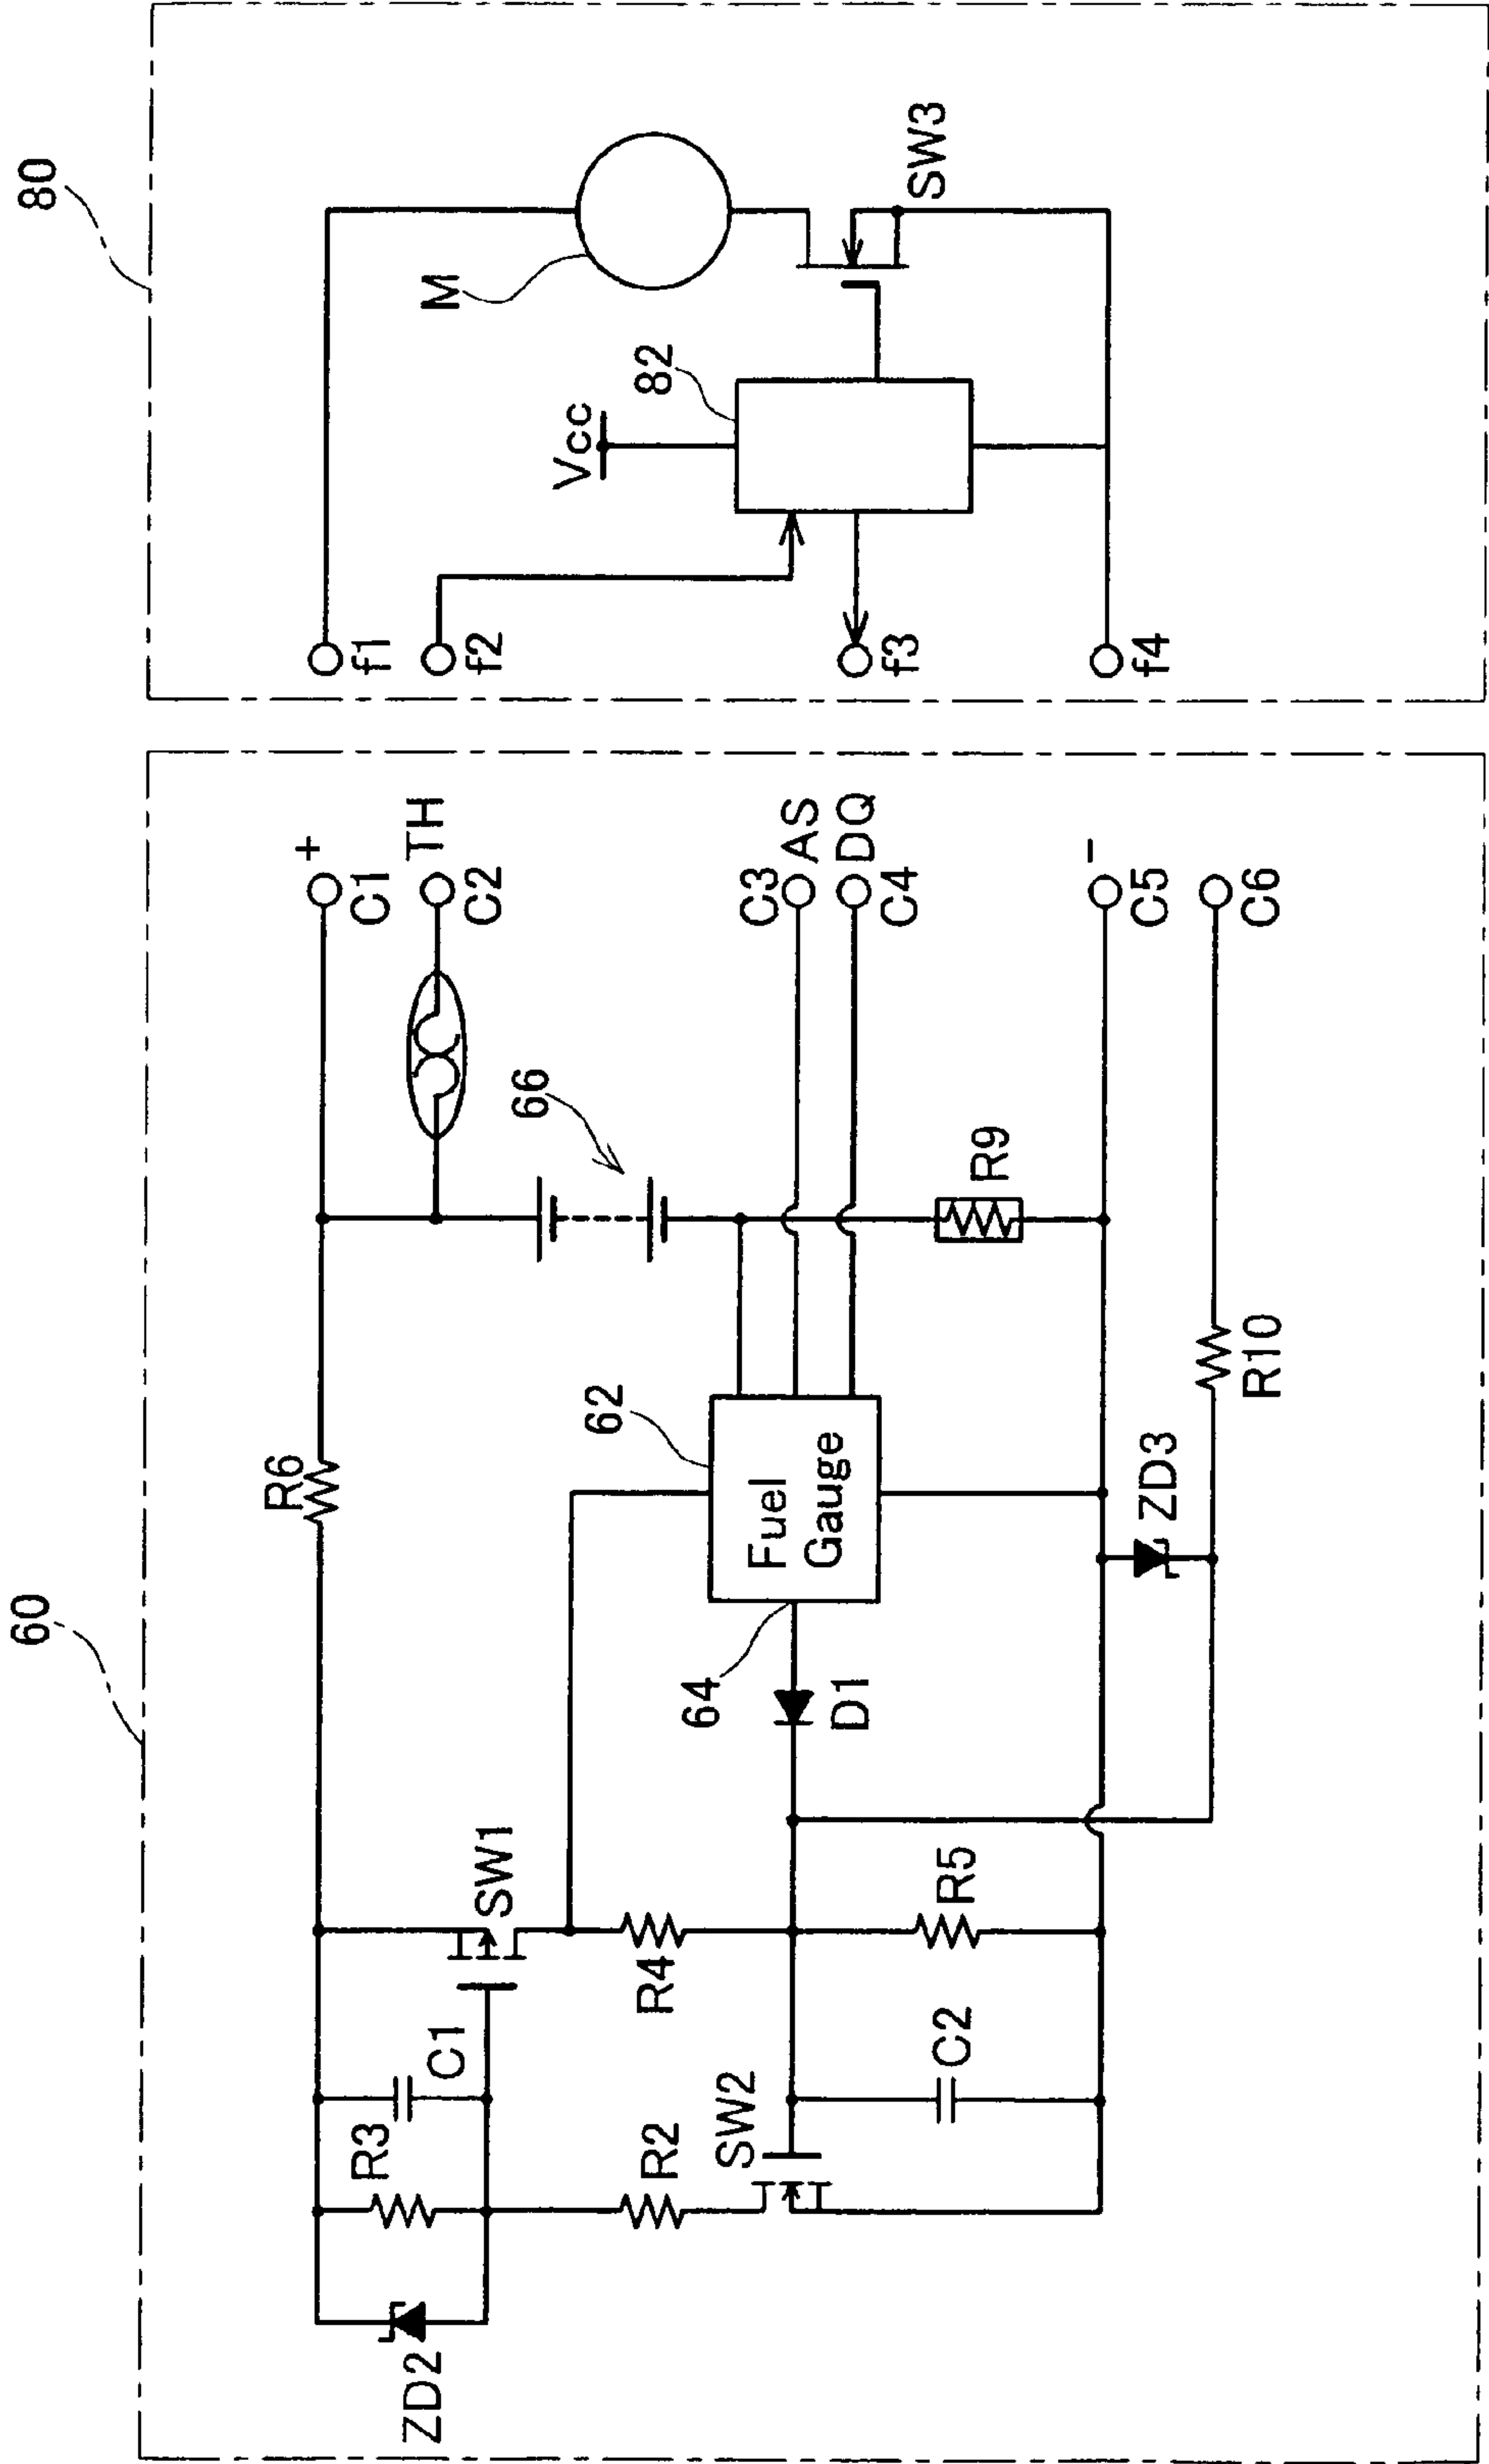 60
80
ZD2
R3
C1
R2
SW2
C2
SW1
R4
R5
R6
64
D1
62
Fuel
Gauge
ZD3
R10
66
R9
+
C1
TH
C2
C3
AS
DQ
C4
-
C5
C6
f1
f2
f3
f4
Vcc
82
M
SW3